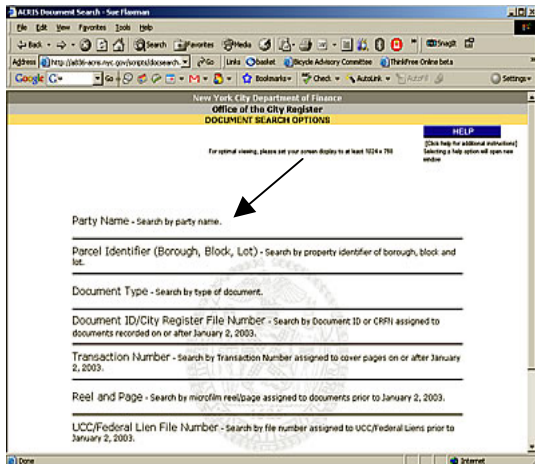 ACRIS Document Search - Sue Flaxman
File Edit View Favorites Tools Help
Back Search Favorites Media SnagIt
Address http://a836-acris.nyc.gov/scripts/docsearch. Go Links Obasket Bicycle Advisory Committee ThinkFree Online beta
Google Go Bookmarks Check AutoLink AutoFill Settings
New York City Department of Finance
Office of the City Register
DOCUMENT SEARCH OPTIONS
HELP
For optimal viewing, please set your screen display to at least 1024 x 768
[Click help for additional instructions]
Selecting a help option will open new
window
Party Name - Search by party name.
Parcel Identifier (Borough, Block, Lot) - Search by property identifier of borough, block and
lot.
Document Type - Search by type of document.
Document ID/City Register File Number - Search by Document ID or CRFN assigned to
documents recorded on or after January 2, 2003.
Transaction Number - Search by Transaction Number assigned to cover pages on or after January
2, 2003.
Reel and Page - Search by microfilm reel/page assigned to documents prior to January 2, 2003.
UCC/Federal Lien File Number - Search by file number assigned to UCC/Federal Liens prior to
January 2, 2003.
Done Internet